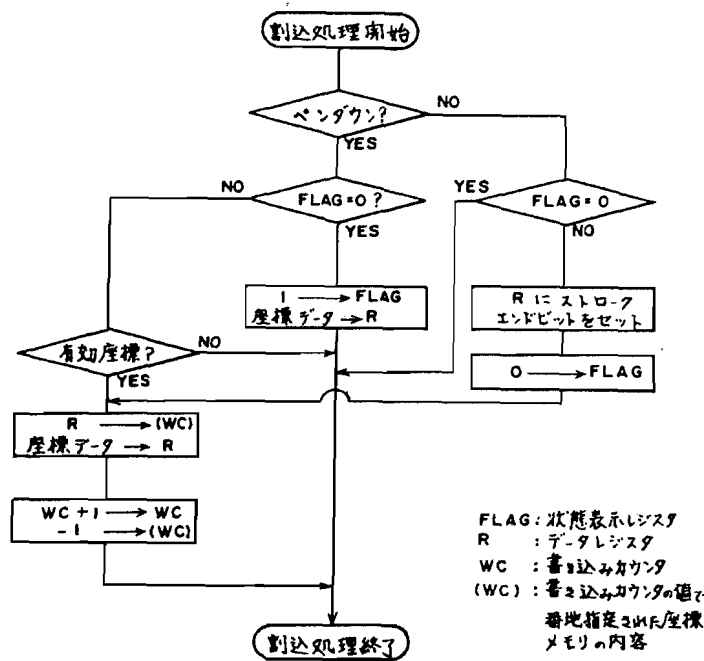 割込処理開始
ペンダウン?
NO
YES
NO
FLAG=0?
YES
YES
FLAG=0
NO
1 → FLAG
座標データ → R
Rにストローク
エンドビットをセット
有効座標?
NO
YES
0 → FLAG
R → (WC)
座標データ → R
WC+1 → WC
-1 → (WC)
FLAG: 状態表示レジスタ
R : データレジスタ
WC : 書き込みカウンタ
(WC): 書き込みカウンタの値で
番地指定された座標
メモリの内容
割込処理終了